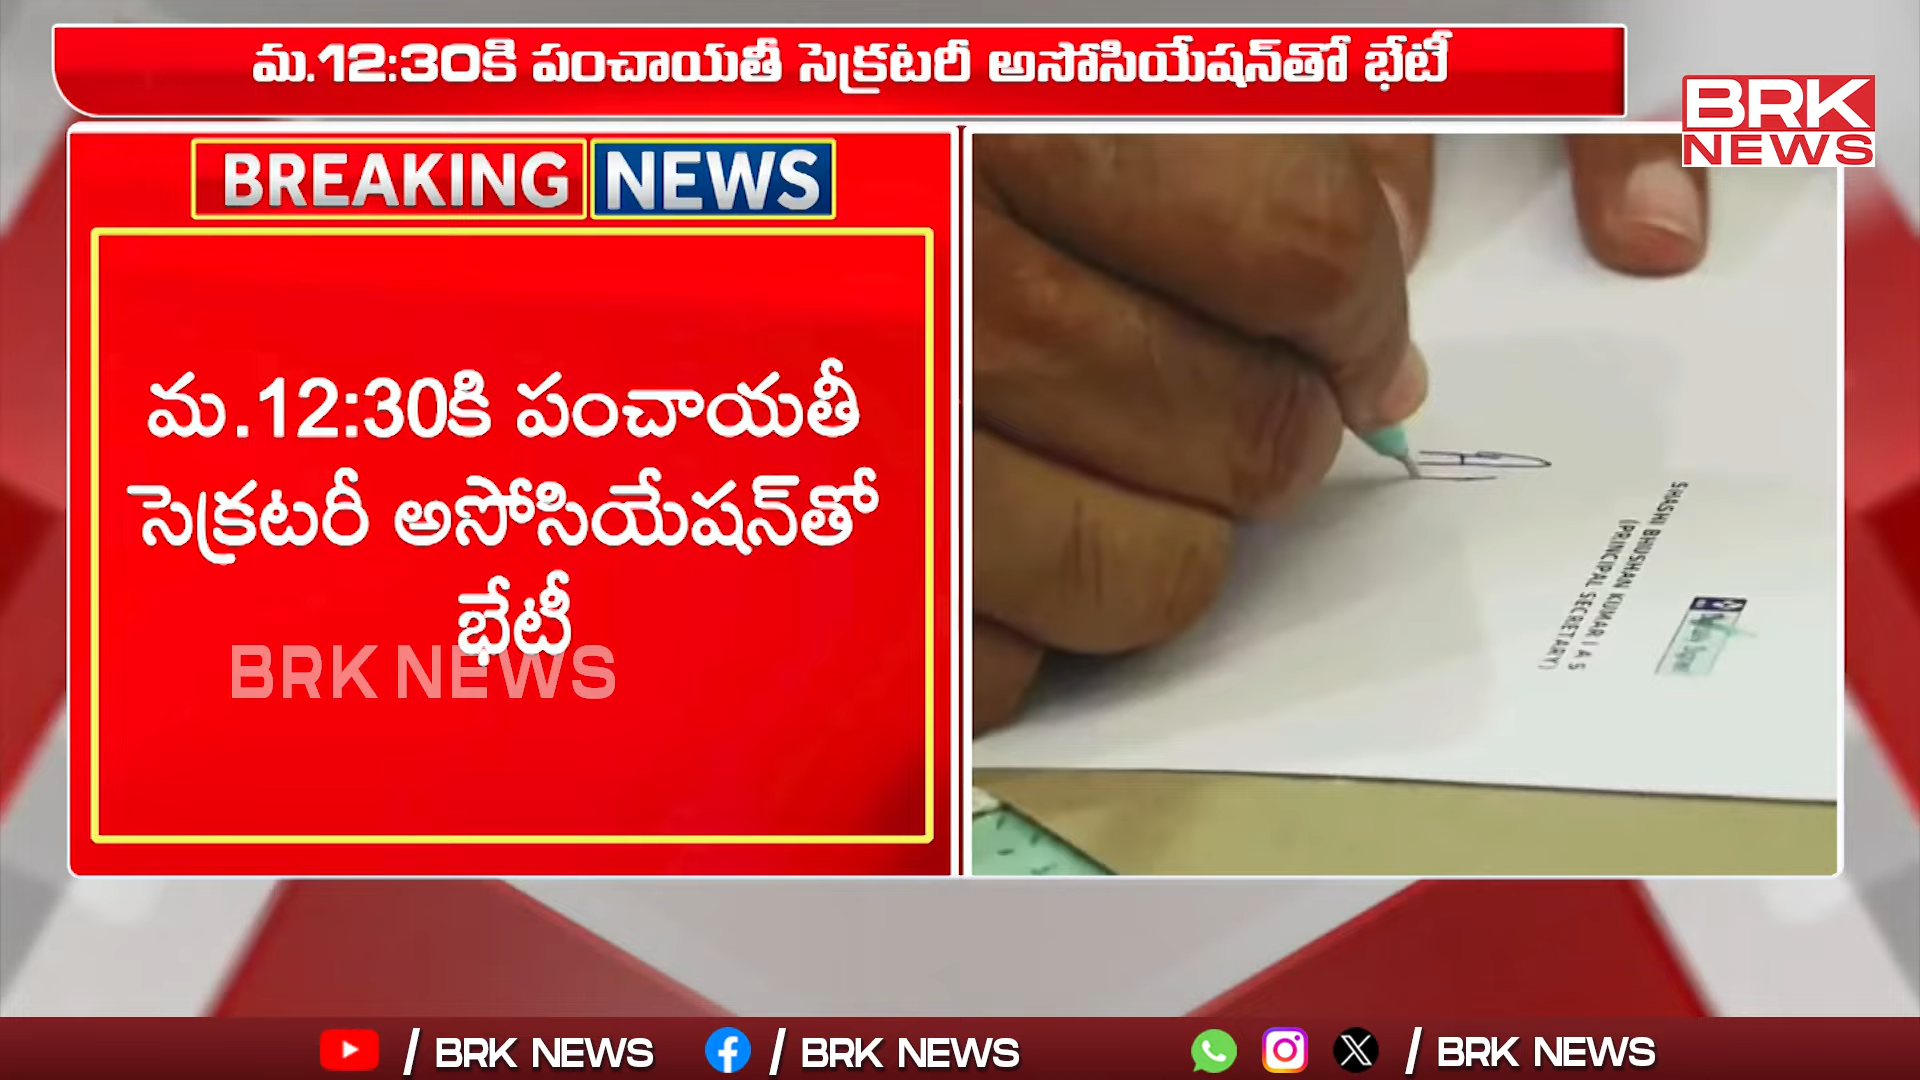 మ.12:30కి పంచాయతీ సెక్రటరీ అసోసియేషన్‌తో భేటీ
BRK
NEWS
BREAKING NEWS
మ.12:30కి పంచాయతీ
సెక్రటరీ అసోసియేషన్‌తో
భేటీ
BRK NEWS
SHASHI BHUSHAN KUMAR I A S
(PRINCIPAL SECRETARY)
/ BRK NEWS / BRK NEWS / BRK NEWS